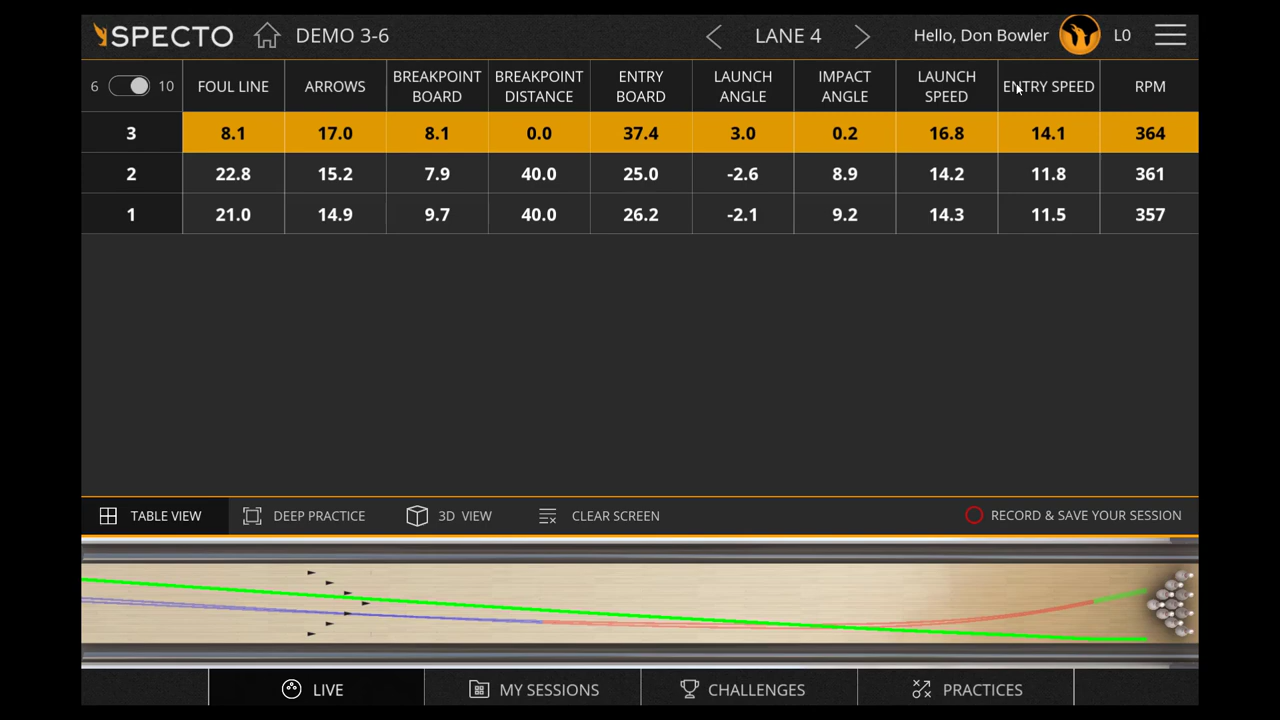 SPECTO DEMO 3-6 LANE 4 Hello, Don Bowler L0
6 10 FOUL LINE ARROWS BREAKPOINT BOARD BREAKPOINT DISTANCE ENTRY BOARD LAUNCH ANGLE IMPACT ANGLE LAUNCH SPEED ENTRY SPEED RPM
3 8.1 17.0 8.1 0.0 37.4 3.0 0.2 16.8 14.1 364
2 22.8 15.2 7.9 40.0 25.0 -2.6 8.9 14.2 11.8 361
1 21.0 14.9 9.7 40.0 26.2 -2.1 9.2 14.3 11.5 357
TABLE VIEW DEEP PRACTICE 3D VIEW CLEAR SCREEN RECORD & SAVE YOUR SESSION
LIVE MY SESSIONS CHALLENGES PRACTICES